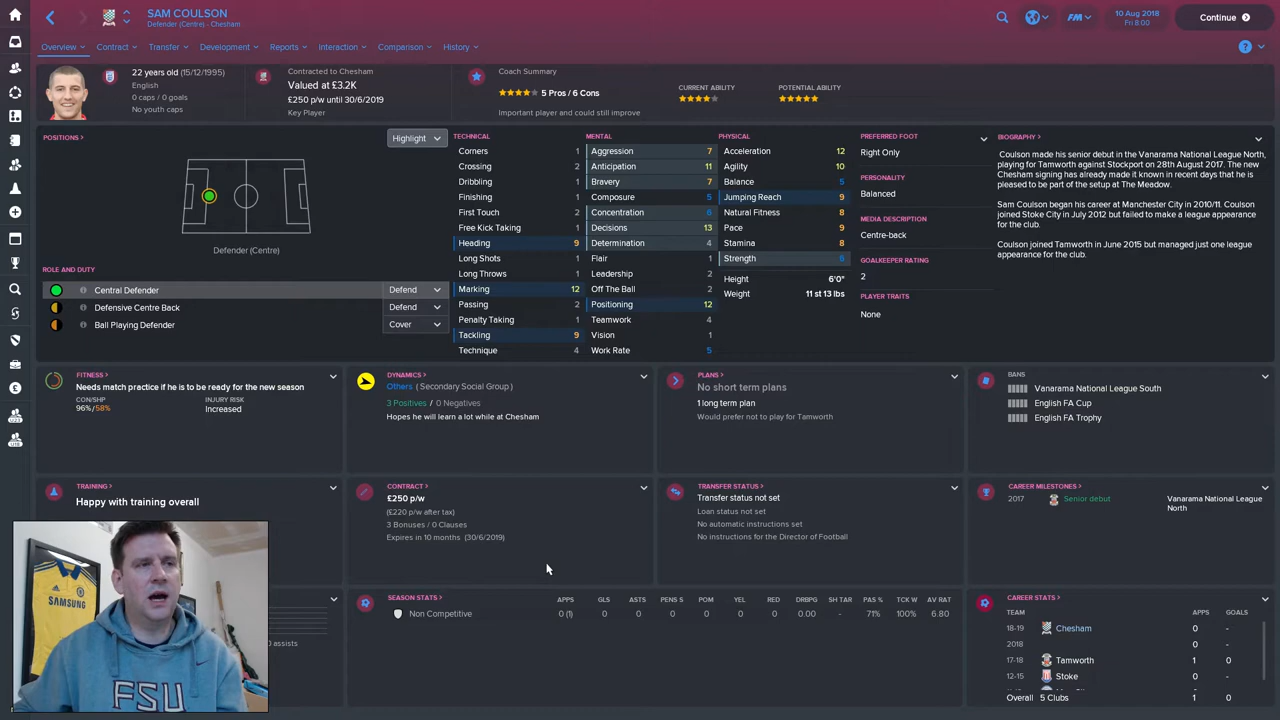 SAM COULSON
Defender (Centre) - Chesham
FM
10 Aug 2018
Fri 8:00
Continue
Overview
Contract
Transfer
Development
Reports
Interaction
Comparison
History
22 years old (15/12/1995)
English
0 caps / 0 goals
No youth caps
Contracted to Chesham
Valued at £3.2K
£250 p/w until 30/6/2019
Key Player
Coach Summary
5 Pros / 6 Cons
Important player and could still improve
CURRENT ABILITY
POTENTIAL ABILITY
POSITIONS >
Highlight
Defender (Centre)
ROLE AND DUTY
Central Defender Defend
Defensive Centre Back Defend
Ball Playing Defender Cover
TECHNICAL
Corners 1
Crossing 2
Dribbling 1
Finishing 1
First Touch 2
Free Kick Taking 1
Heading 9
Long Shots 1
Long Throws 1
Marking 12
Passing 2
Penalty Taking 1
Tackling 9
Technique 4
MENTAL
Aggression 7
Anticipation 11
Bravery 7
Composure 5
Concentration 6
Decisions 13
Determination 4
Flair 1
Leadership 2
Off The Ball 2
Positioning 12
Teamwork 4
Vision 1
Work Rate 5
PHYSICAL
Acceleration 12
Agility 10
Balance 5
Jumping Reach 9
Natural Fitness 8
Pace 9
Stamina 8
Strength
Height 6'0"
Weight 11 st 13 lbs
PREFERRED FOOT
Right Only
PERSONALITY
Balanced
MEDIA DESCRIPTION
Centre-back
GOALKEEPER RATING
2
PLAYER TRAITS
None
BIOGRAPHY >
Coulson made his senior debut in the Vanarama National League North,
playing for Tamworth against Stockport on 28th August 2017. The new
Chesham signing has already made it known in recent days that he is
pleased to be part of the setup at The Meadow.
Sam Coulson began his career at Manchester City in 2010/11. Coulson
joined Stoke City in July 2012 but failed to make a league appearance
for the club.
Coulson joined Tamworth in June 2015 but managed just one league
appearance for the club.
FITNESS >
Needs match practice if he is to be ready for the new season
CON/SHP
96%/58%
INJURY RISK
Increased
DYNAMICS >
Others ( Secondary Social Group )
3 Positives / 0 Negatives
Hopes he will learn a lot while at Chesham
PLANS >
No short term plans
1 long term plan
Would prefer not to play for Tamworth
BANS
Vanarama National League South
English FA Cup
English FA Trophy
TRAINING >
Happy with training overall
CONTRACT >
£250 p/w
(£220 p/w after tax)
3 Bonuses / 0 Clauses
Expires in 10 months (30/6/2019)
TRANSFER STATUS >
Transfer status not set
Loan status not set
No automatic instructions set
No instructions for the Director of Football
CAREER MILESTONES >
2017 Senior debut Vanarama National League
North
0 assists
SEASON STATS > APPS GLS ASTS PENS S POM YEL RED DRBPG SH TAR PAS % TCK W AV RAT
Non Competitive 0 (1) 0 0 0 0 0 0 0.00 - 71% 100% 6.80
CAREER STATS >
TEAM APPS GOALS
18-19 Chesham 0 -
2018 0 -
17-18 Tamworth 1 0
12-15 Stoke 0 -
Overall 5 Clubs 1 0
SAMSUNG
FSU